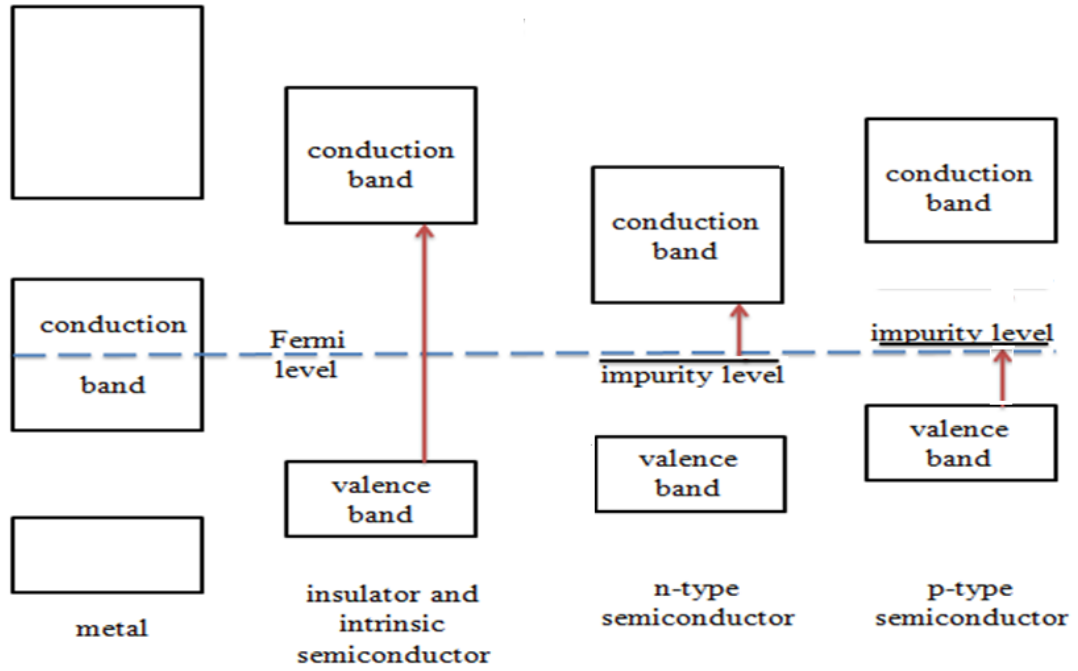 conduction
band
metal
Fermi
level
conduction
band
valence
band
insulator and
intrinsic
semiconductor
conduction
band
impurity level
valence
band
n-type
semiconductor
conduction
band
impurity level
valence
band
p-type
semiconductor